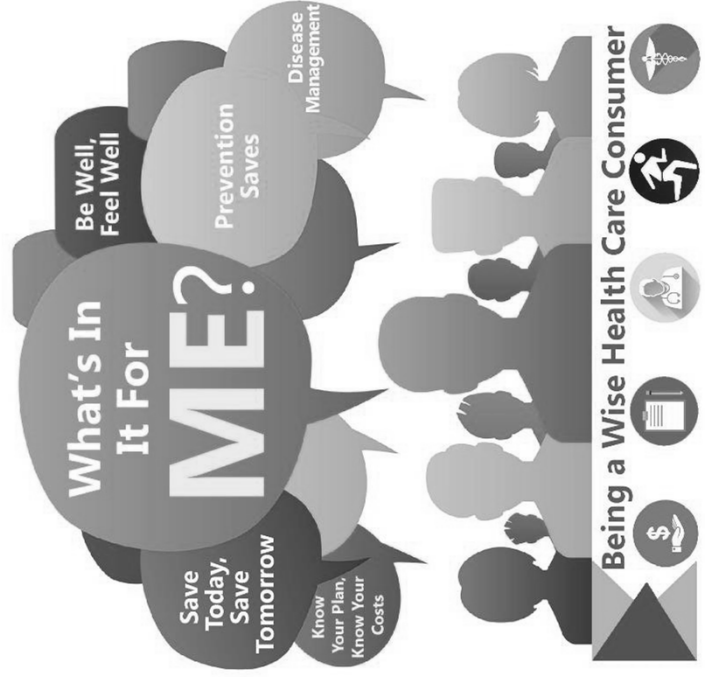 What's In
It For
ME?
Save
Today,
Save
Tomorrow
Know
Your Plan,
Know Your
Costs
Be Well,
Feel Well
Prevention
Saves
Disease
Management
Being a Wise Health Care Consumer
$